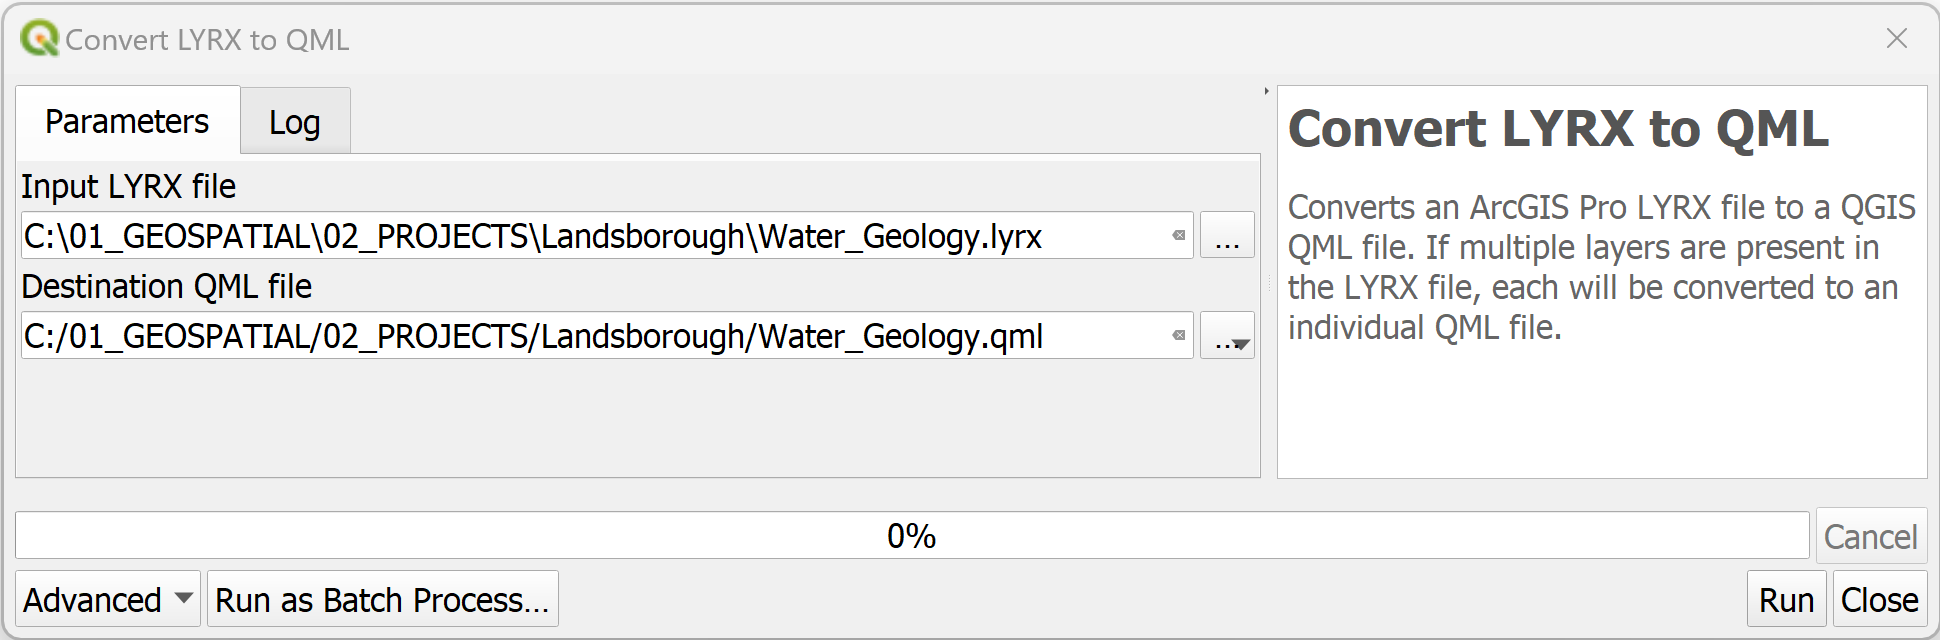 Convert LYRX to QML
Parameters
Log
Input LYRX file
C:\01_GEOSPATIAL\02_PROJECTS\Landsborough\Water_Geology.lyrx
...
Destination QML file
C:/01_GEOSPATIAL/02_PROJECTS/Landsborough/Water_Geology.qml
...
Convert LYRX to QML
Converts an ArcGIS Pro LYRX file to a QGIS
QML file. If multiple layers are present in
the LYRX file, each will be converted to an
individual QML file.
0%
Cancel
Advanced
Run as Batch Process...
Run
Close